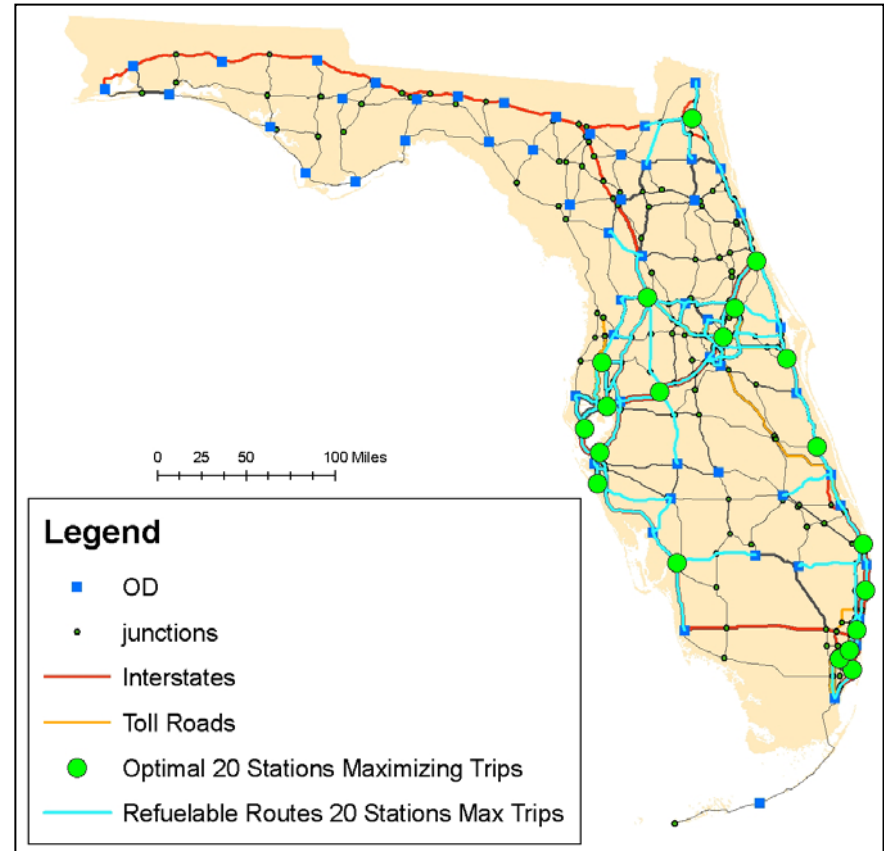 0 25 50 100 Miles
Legend
OD
junctions
Interstates
Toll Roads
Optimal 20 Stations Maximizing Trips
Refuelable Routes 20 Stations Max Trips